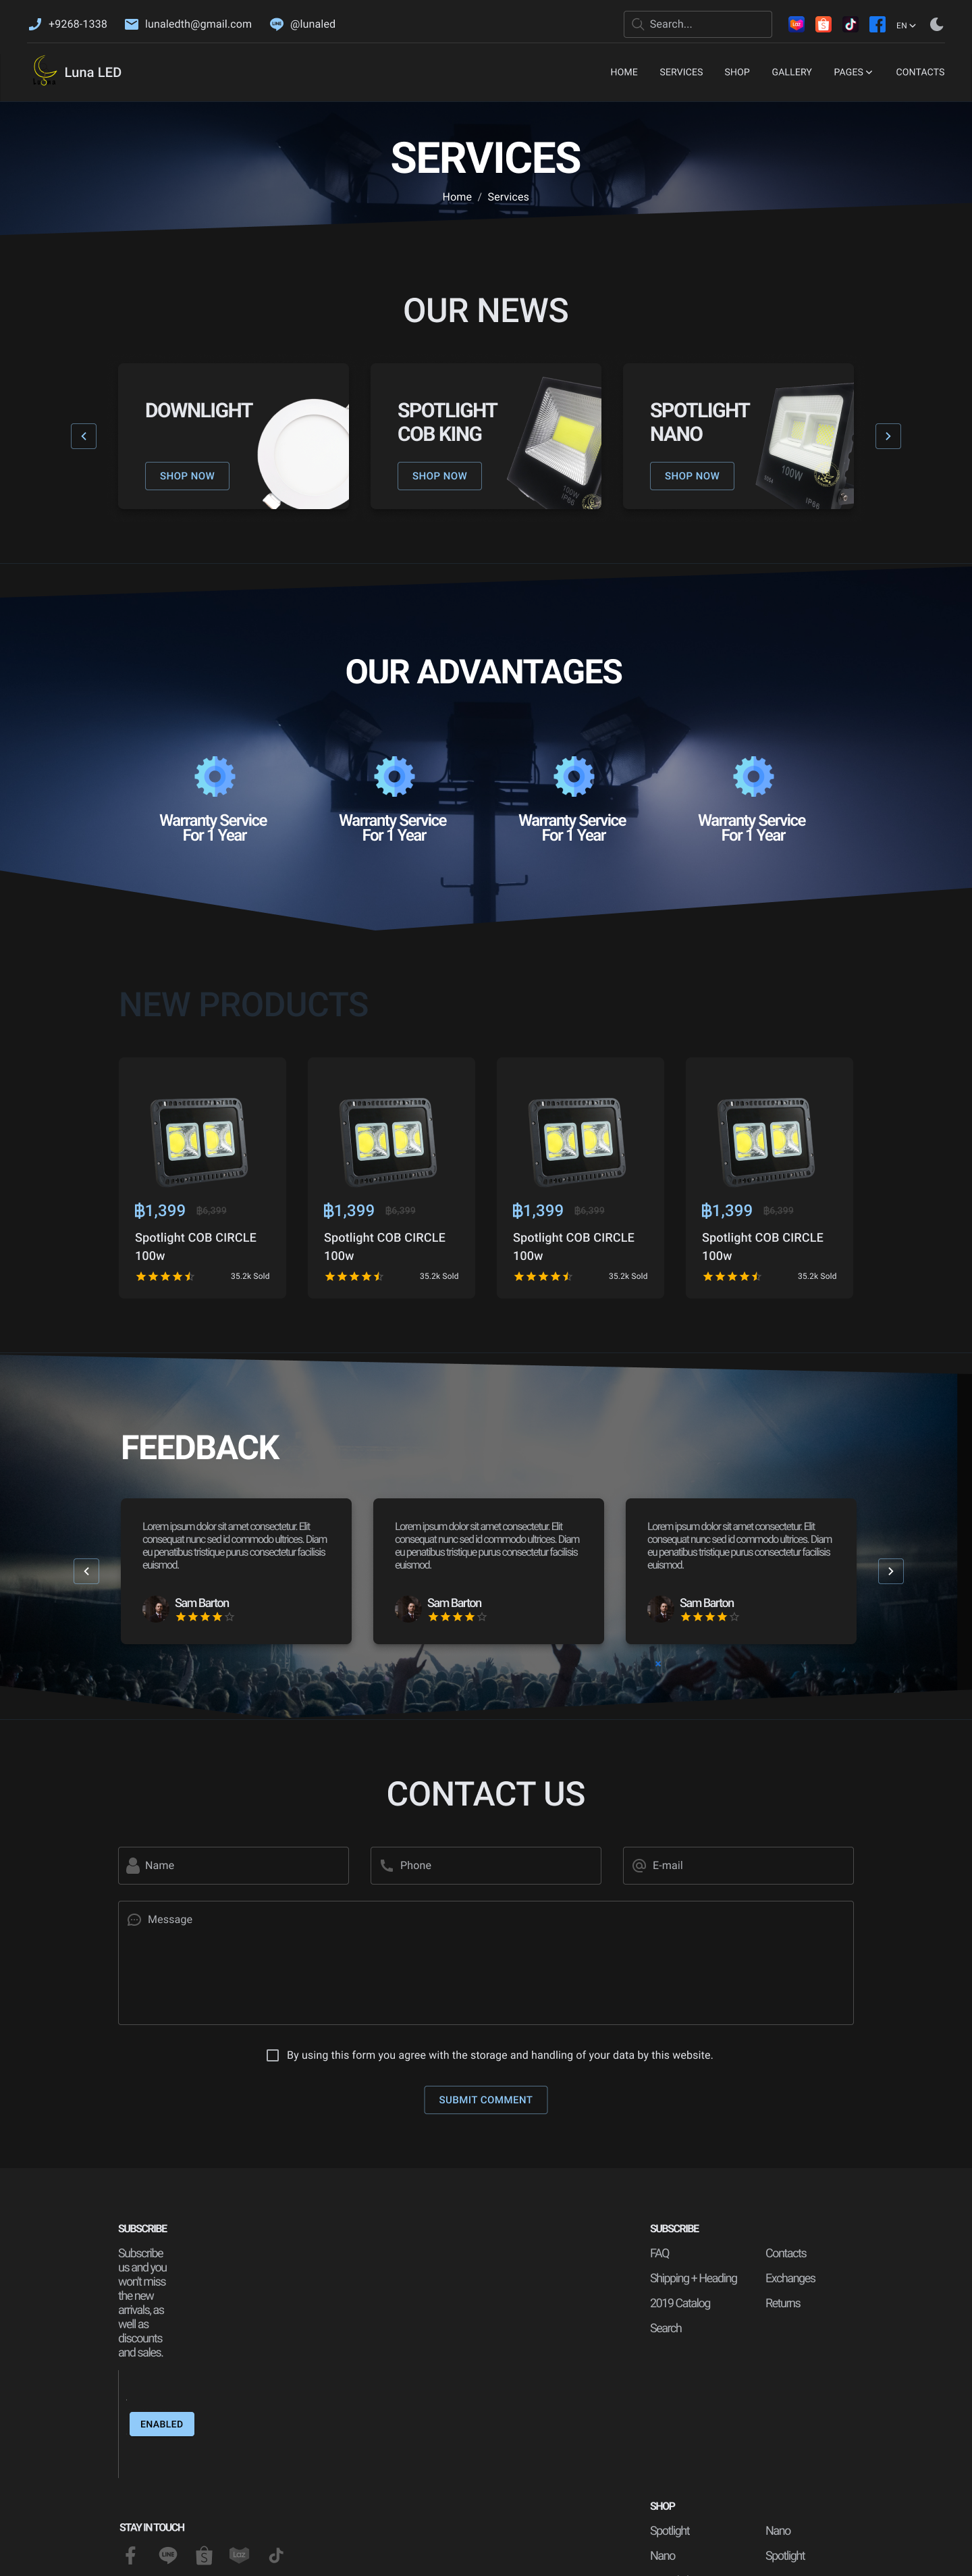 +9268-1338 lunaledth@gmail.com @lunaled Search... EN
Luna LED HOME SERVICES SHOP GALLERY PAGES CONTACTS
SERVICES
Home / Services
OUR NEWS
DOWNLIGHT
SHOP NOW
SPOTLIGHT
COB KING
SHOP NOW
100W
IP66
SPOTLIGHT
NANO
SHOP NOW
100W
IP66
OUR ADVANTAGES
Warranty Service
For 1 Year
Warranty Service
For 1 Year
Warranty Service
For 1 Year
Warranty Service
For 1 Year
NEW PRODUCTS
฿1,399 ฿6,399
Spotlight COB CIRCLE
100w
35.2k Sold
฿1,399 ฿6,399
Spotlight COB CIRCLE
100w
35.2k Sold
฿1,399 ฿6,399
Spotlight COB CIRCLE
100w
35.2k Sold
฿1,399 ฿6,399
Spotlight COB CIRCLE
100w
35.2k Sold
FEEDBACK
Lorem ipsum dolor sit amet consectetur. Elit
consequat nunc sed id commodo ultrices. Diam
eu penatibus tristique purus consectetur facilisis
euismod.
Sam Barton
Lorem ipsum dolor sit amet consectetur. Elit
consequat nunc sed id commodo ultrices. Diam
eu penatibus tristique purus consectetur facilisis
euismod.
Sam Barton
Lorem ipsum dolor sit amet consectetur. Elit
consequat nunc sed id commodo ultrices. Diam
eu penatibus tristique purus consectetur facilisis
euismod.
Sam Barton
CONTACT US
Name Phone E-mail
Message
By using this form you agree with the storage and handling of your data by this website.
SUBMIT COMMENT
SUBSCRIBE
Subscribe
us and you
won't miss
the new
arrivals, as
well as
discounts
and sales.
ENABLED
STAY IN TOUCH
SUBSCRIBE
FAQ Contacts
Shipping + Heading Exchanges
2019 Catalog Returns
Search
SHOP
Spotlight Nano
Nano Spotlight